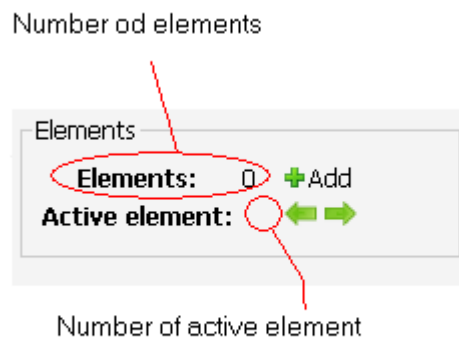 Number od elements
Elements
Elements: 0 Add
Active element:
Number of active element